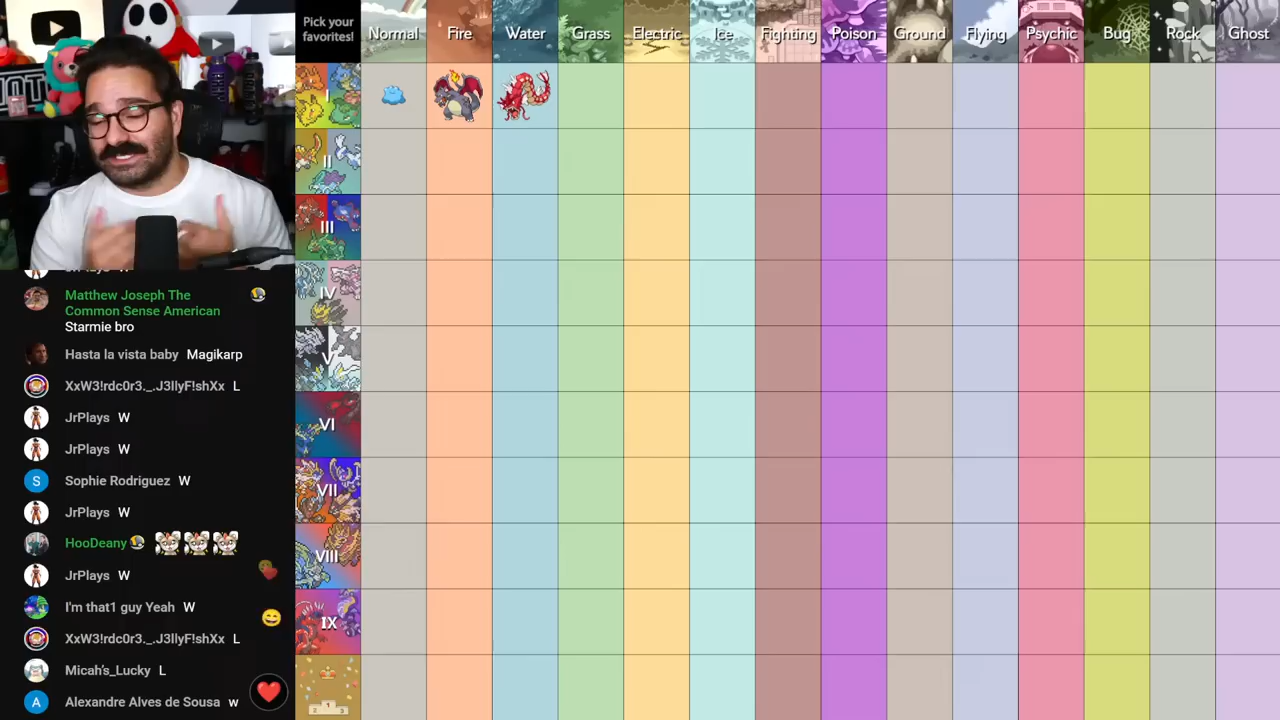 Pick your
favorites!
Normal
Fire
Water
Grass
Electric
Ice
Fighting
Poison
Ground
Flying
Psychic
Bug
Rock
Ghost
I
II
III
IV
V
VI
VII
VIII
IX
2 1 3
Matthew Joseph The
Common Sense American
Starmie bro
Hasta la vista baby Magikarp
XxW3!rdc0r3._.J3llyF!shXx L
JrPlays W
JrPlays W
Sophie Rodriguez W
S
JrPlays W
HooDeany
JrPlays W
I'm that1 guy Yeah W
XxW3!rdc0r3._.J3llyF!shXx L
Micah's_Lucky L
A
Alexandre Alves de Sousa w